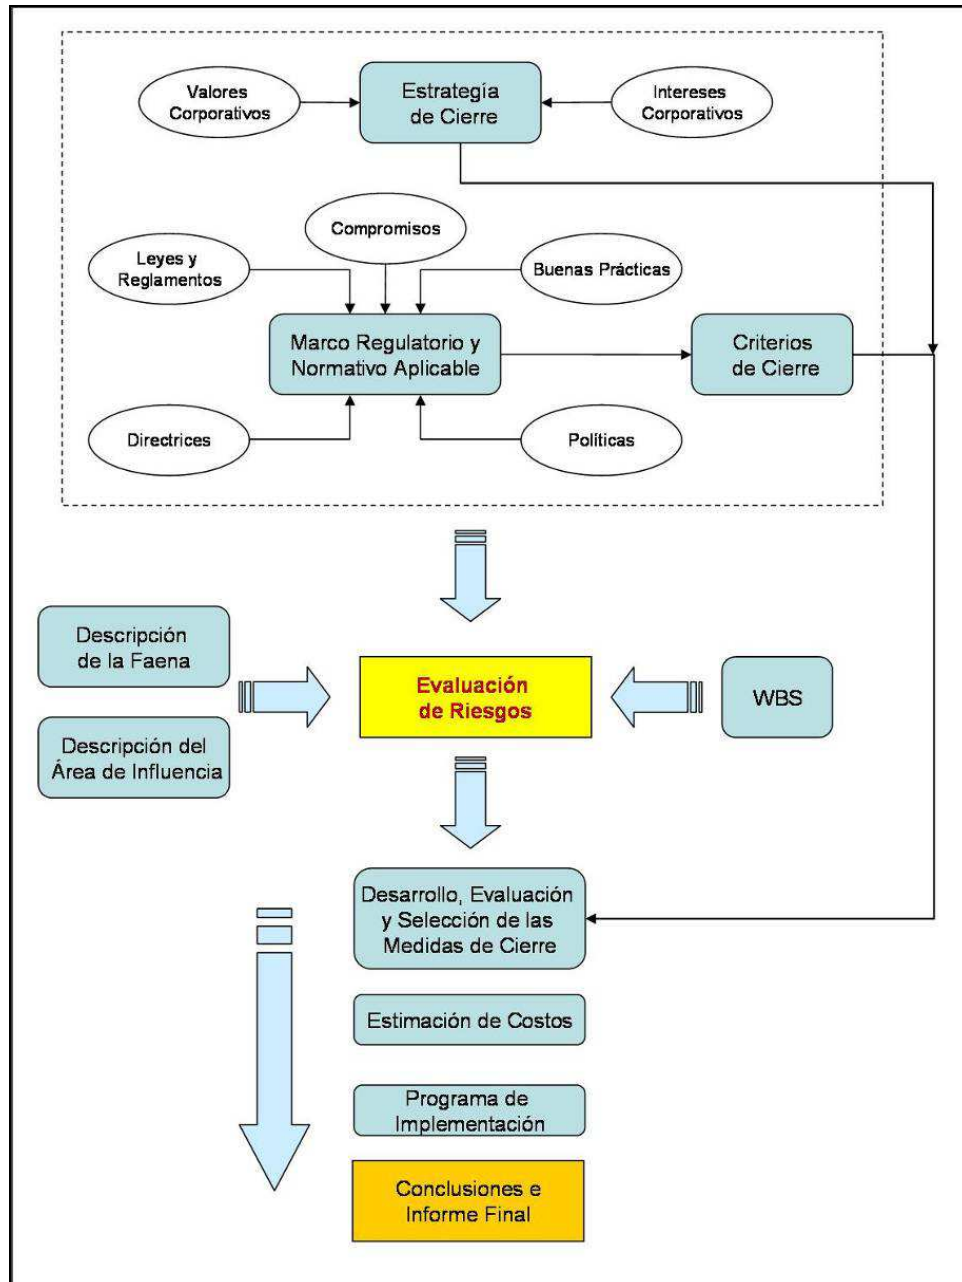 Valores
Corporativos
Estrategía
de Cierre
Intereses
Corporativos
Compromisos
Leyes y
Reglamentos
Buenas Prácticas
Marco Regulatorio y
Normativo Aplicable
Criterios
de Cierre
Directrices
Políticas
Descripción
de la Faena
Evaluación
de Riesgos
WBS
Descripción del
Área de Influencia
Desarrollo, Evaluación
y Selección de las
Medidas de Cierre
Estimación de Costos
Programa de
Implementación
Conclusiones e
Informe Final